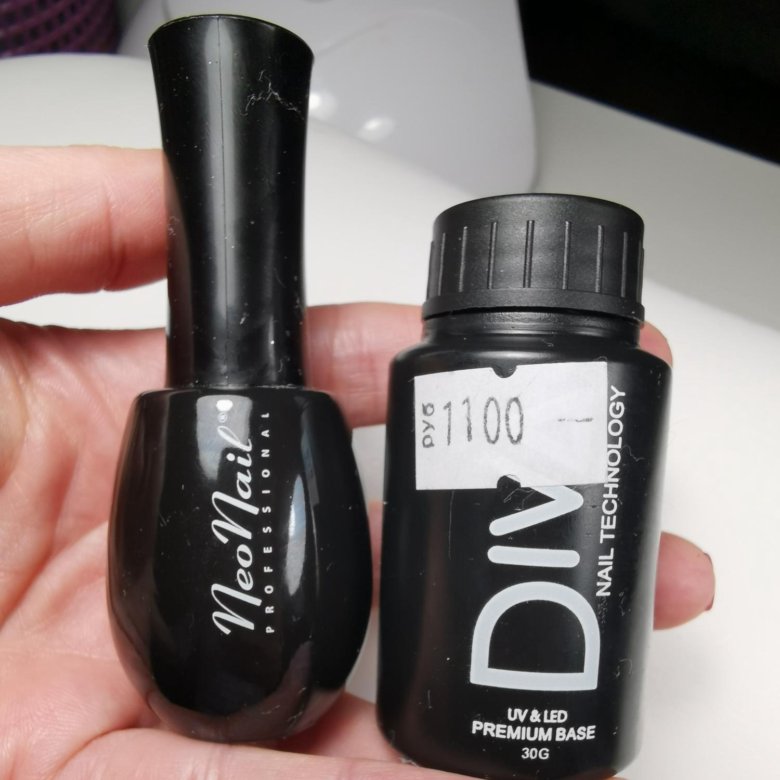 NeoNail®
PROFESSIONAL
руб 1100 —
DIV
NAIL TECHNOLOGY
UV & LED
PREMIUM BASE
30G